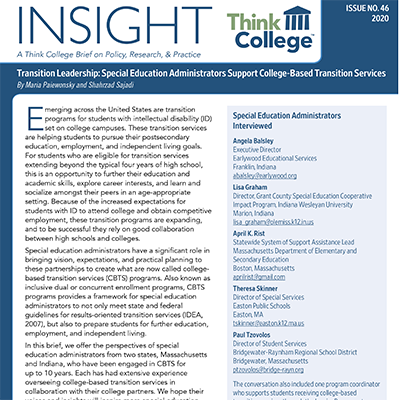 INSIGHT
A Think College Brief on Policy, Research, & Practice
Think
College™
ISSUE NO. 46
2020
Transition Leadership: Special Education Administrators Support College-Based Transition Services
By Maria Paiewonsky and Shahrzad Sajadi
Emerging across the United States are transition
programs for students with intellectual disability (ID)
set on college campuses. These transition services
are helping students to pursue their postsecondary
education, employment, and independent living goals.
For students who are eligible for transition services
extending beyond the typical four years of high school,
this is an opportunity to further their education and
academic skills, explore career interests, and learn and
socialize amongst their peers in an age-appropriate
setting. Because of the increased expectations for
students with ID to attend college and obtain competitive
employment, these transition programs are expanding,
and to be successful they rely on good collaboration
between high schools and colleges.
Special education administrators have a significant role in
bringing vision, expectations, and practical planning to
these partnerships to create what are now called college-
based transition services (CBTS) programs. Also known as
inclusive dual or concurrent enrollment programs, CBTS
programs provide a framework for special education
administrators to not only meet state and federal
guidelines for results-oriented transition services (IDEA,
2007), but also to prepare students for further education,
employment, and independent living.
In this brief, we offer the perspectives of special
education administrators from two states, Massachusetts
and Indiana, who have been engaged in CBTS for
up to 10 years. Each has had extensive experience
overseeing college-based transition services in
collaboration with their college partners. We hope their
Special Education Administrators
Interviewed
Angela Balsley
Executive Director
Earlywood Educational Services
Franklin, Indiana
abalsley@earlywood.org
Lisa Graham
Director, Grant County Special Education Cooperative
Impact Program, Indiana Wesleyan University
Marion, Indiana
lisa_graham@olemiss.k12.in.us
April K. Rist
Statewide System of Support Assistance Lead
Massachusetts Department of Elementary and
Secondary Education
Boston, Massachusetts
aprilrist@gmail.com
Theresa Skinner
Director of Special Services
Easton Public Schools
Easton, MA
tskinner@easton.k12.ma.us
Paul Tzovolos
Director of Student Services
Bridgewater-Raynham Regional School District
Bridgewater, Massachusetts
ptzovolos@bridge-rayn.org
The conversation also included one program coordinator
who supports students receiving college-based